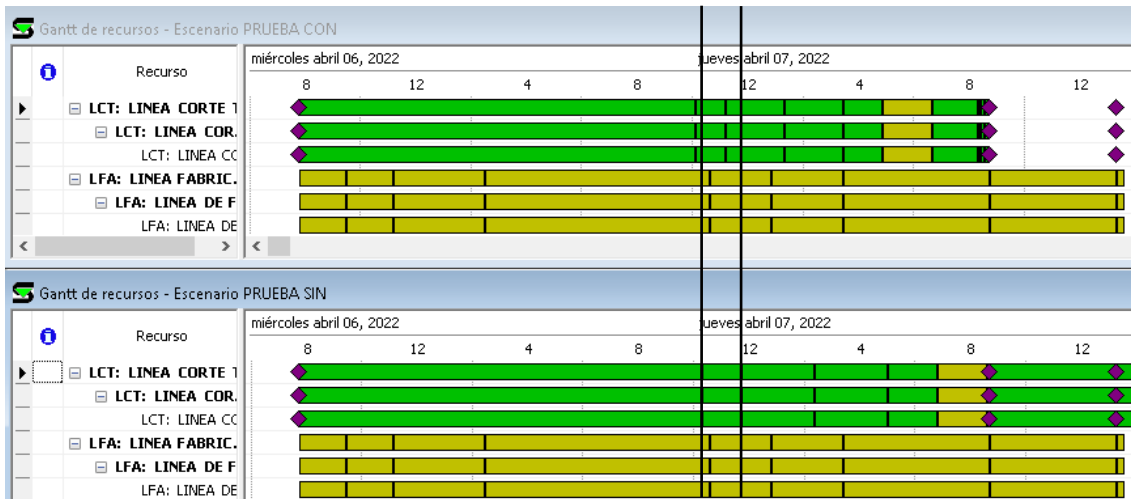 Gantt de recursos - Escenario PRUEBA CON
Recurso
miércoles abril 06, 2022 jueves abril 07, 2022
8 12 4 8 12 4 8 12
LCT: LINEA CORTE T
LCT: LINEA COR.
LCT: LINEA CO
LFA: LINEA FABRIC.
LFA: LINEA DE F
LFA: LINEA DE
Gantt de recursos - Escenario PRUEBA SIN
Recurso
miércoles abril 06, 2022 jueves abril 07, 2022
8 12 4 8 12 4 8 12
LCT: LINEA CORTE T
LCT: LINEA COR.
LCT: LINEA CO
LFA: LINEA FABRIC.
LFA: LINEA DE F
LFA: LINEA DE